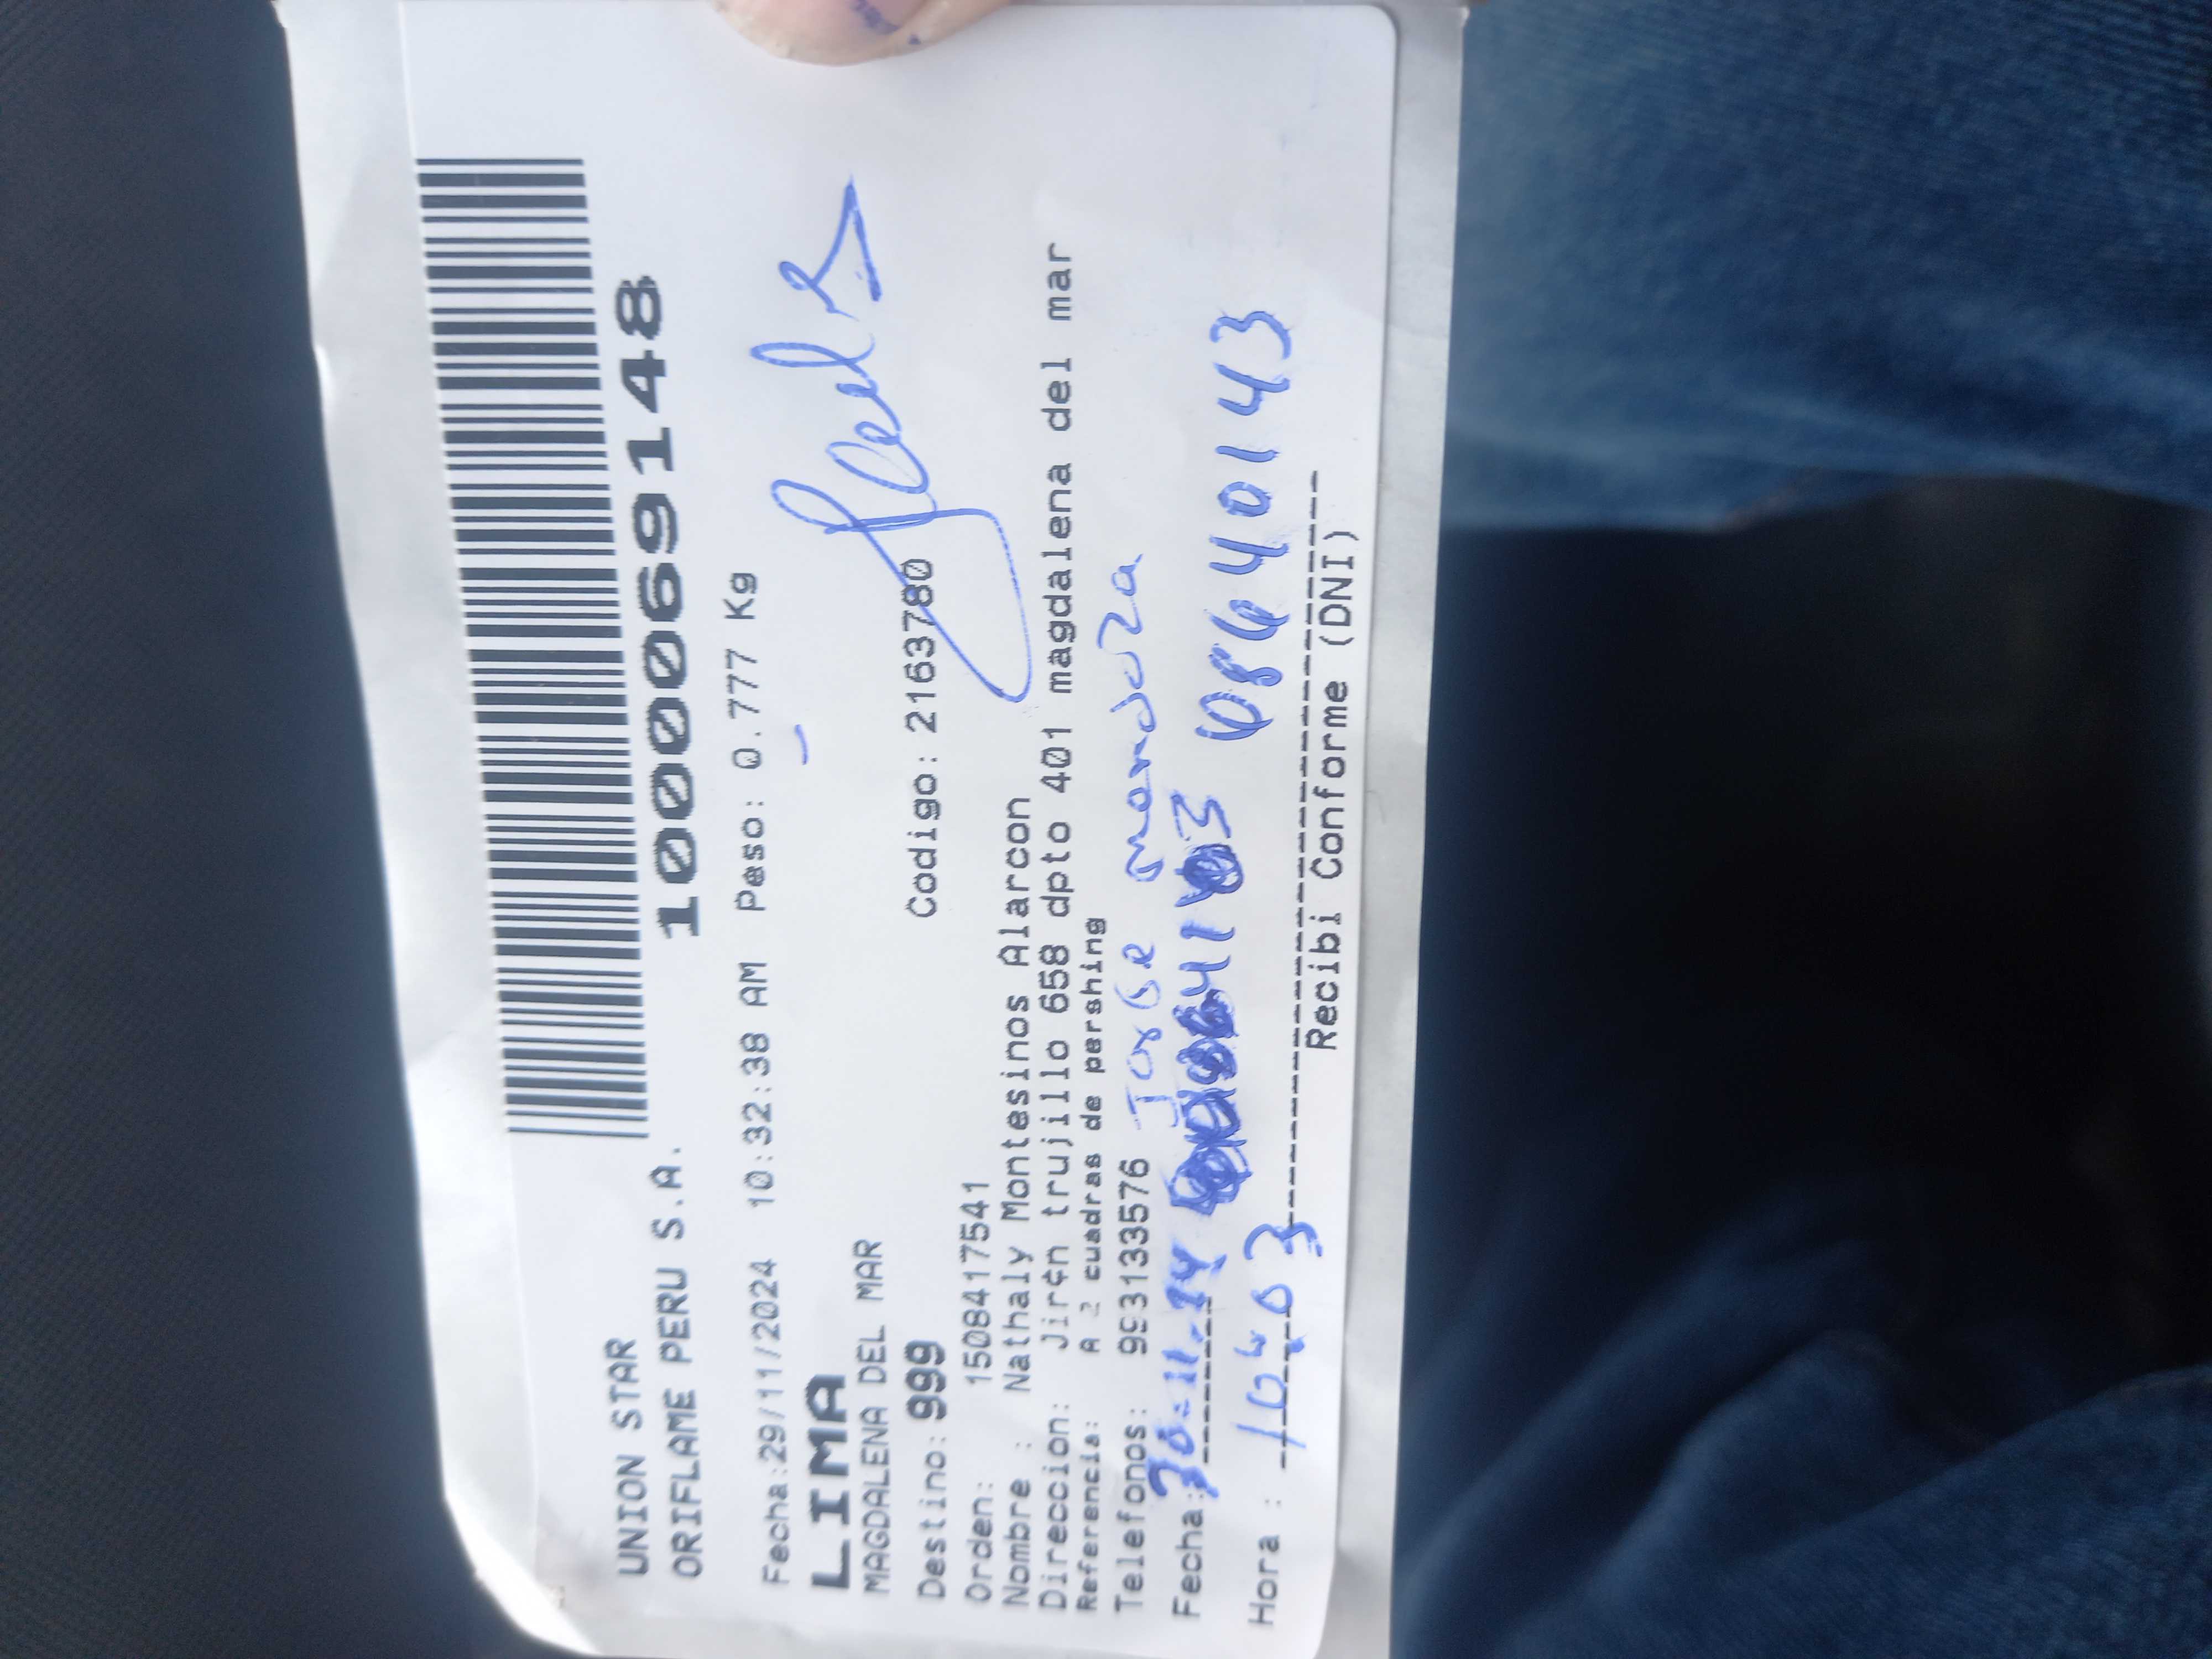 1000069148
UNION STAR
ORIFLAME PERU S.A.
Fecha:29/11/2024 10:32:38 AM Peso: 0.777 Kg
LIMA
MAGDALENA DEL MAR
Destino: 999 Codigo: 2163780
Orden: 1508417541
Nombre : Nathaly Montesinos Alarcon
Direccion: Jir¢n trujillo 658 dpto 401 magdalena del mar
Referencia: A 2 cuadras de pershing
Telefonos: 993133576 Jorge mendoza
Fecha: 30-11-24 08640143
Hora :
Recibi Conforme (DNI)